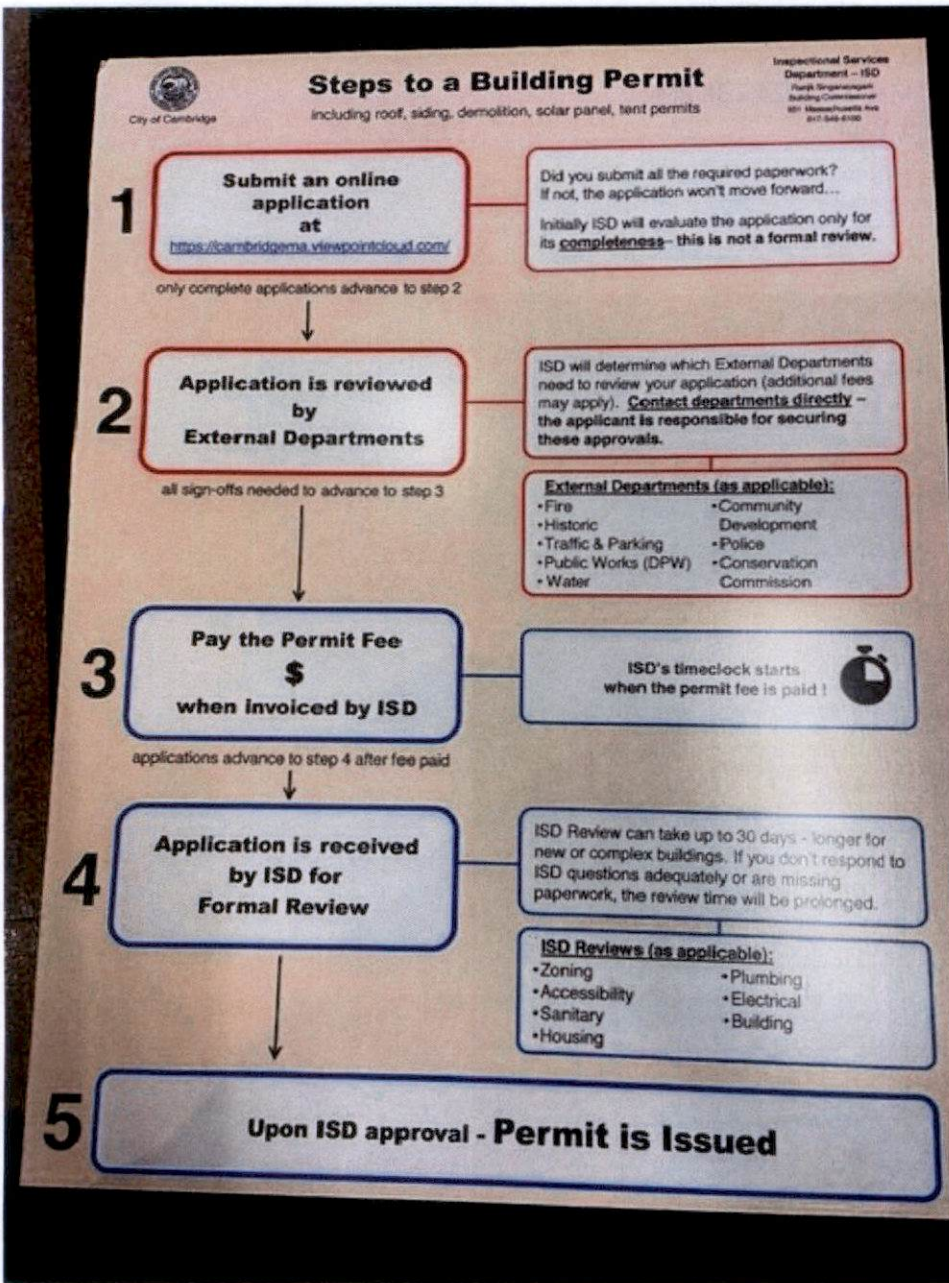 City of Cambridge
Steps to a Building Permit
including roof, siding, demolition, solar panel, tent permits
Inspectional Services
Department – ISD
Building Commissioner
Massachusetts Ave
1
Submit an online
application
at
https://cambridgema.viewpointcloud.com/
Did you submit all the required paperwork?
If not, the application won't move forward...
Initially ISD will evaluate the application only for
its completeness– this is not a formal review.
only complete applications advance to step 2
2
Application is reviewed
by
External Departments
ISD will determine which External Departments
need to review your application (additional fees
may apply). Contact departments directly –
the applicant is responsible for securing
these approvals.
all sign-offs needed to advance to step 3
External Departments (as applicable):
•Fire
•Historic
•Traffic & Parking
•Public Works (DPW)
•Water
•Community
Development
•Police
•Conservation
Commission
3
Pay the Permit Fee
$
when invoiced by ISD
ISD's timeclock starts
when the permit fee is paid !
applications advance to step 4 after fee paid
4
Application is received
by ISD for
Formal Review
ISD Review can take up to 30 days - longer for
new or complex buildings. If you don't respond to
ISD questions adequately or are missing
paperwork, the review time will be prolonged.
ISD Reviews (as applicable):
•Zoning
•Accessibility
•Sanitary
•Housing
•Plumbing
•Electrical
•Building
5
Upon ISD approval - Permit is Issued